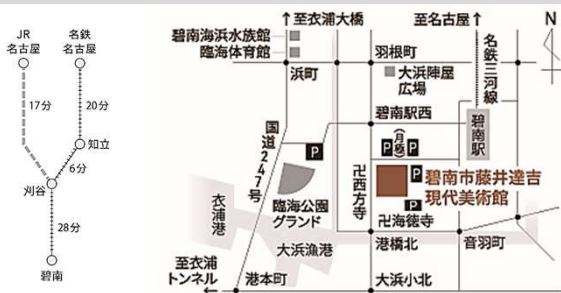 JR
名古屋
名鉄
名古屋
17分
20分
知立
6分
刈谷
28分
碧南
↑至衣浦大橋
至名古屋↑
N
碧南海浜水族館
臨海体育館
浜町
羽根町
大浜陣屋
広場
名鉄三河線
碧南駅西
碧南駅
国道247号
P
P
P
P
碧南市藤井達吉
現代美術館
臨海公園
グランド
卍西方寺
卍海徳寺
衣浦港
大浜漁港
港橋北
音羽町
至衣浦
トンネル
←
港本町
大浜小北